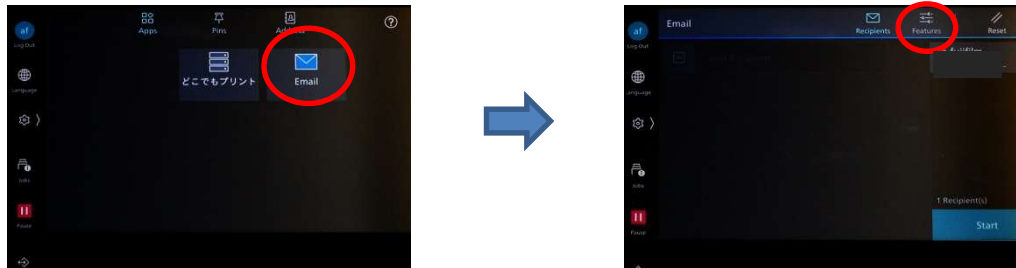 af
Log Out
Language
Jobs
Pause
Apps
Pins
どこでもプリント
Email
af
Log Out
Language
Jobs
Pause
Email
Recipients
Features
Reset
1 Recipient(s)
Start